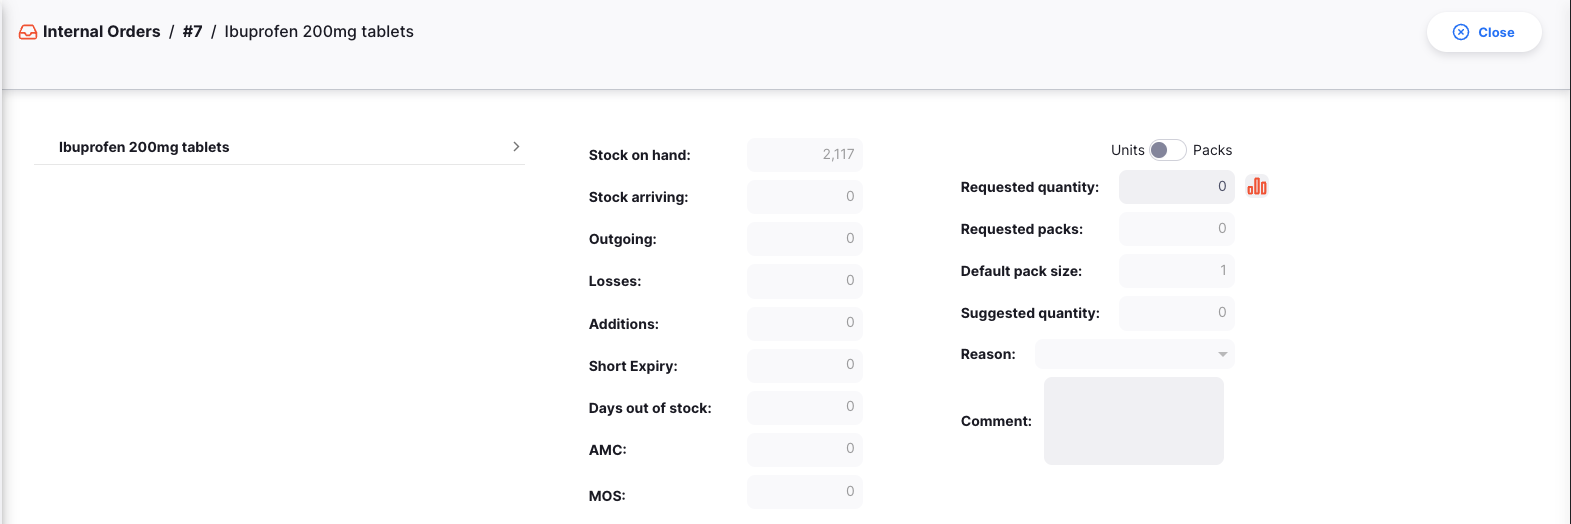 Internal Orders / #7 / Ibuprofen 200mg tablets
Close
Ibuprofen 200mg tablets
Stock on hand: 2,117
Stock arriving: 0
Outgoing: 0
Losses: 0
Additions: 0
Short Expiry: 0
Days out of stock: 0
AMC: 0
MOS: 0
Units Packs
Requested quantity: 0
Requested packs: 0
Default pack size: 1
Suggested quantity: 0
Reason:
Comment: